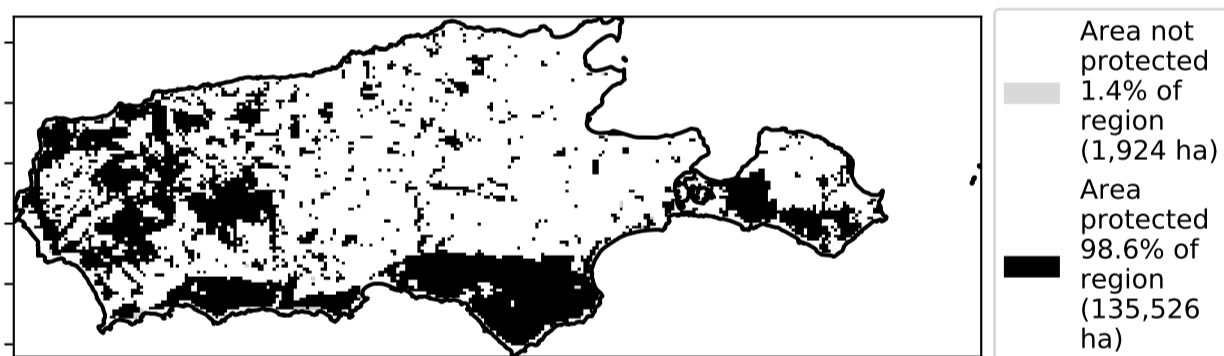 Area not
protected
1.4% of
region
(1,924 ha)
Area
protected
98.6% of
region
(135,526
ha)